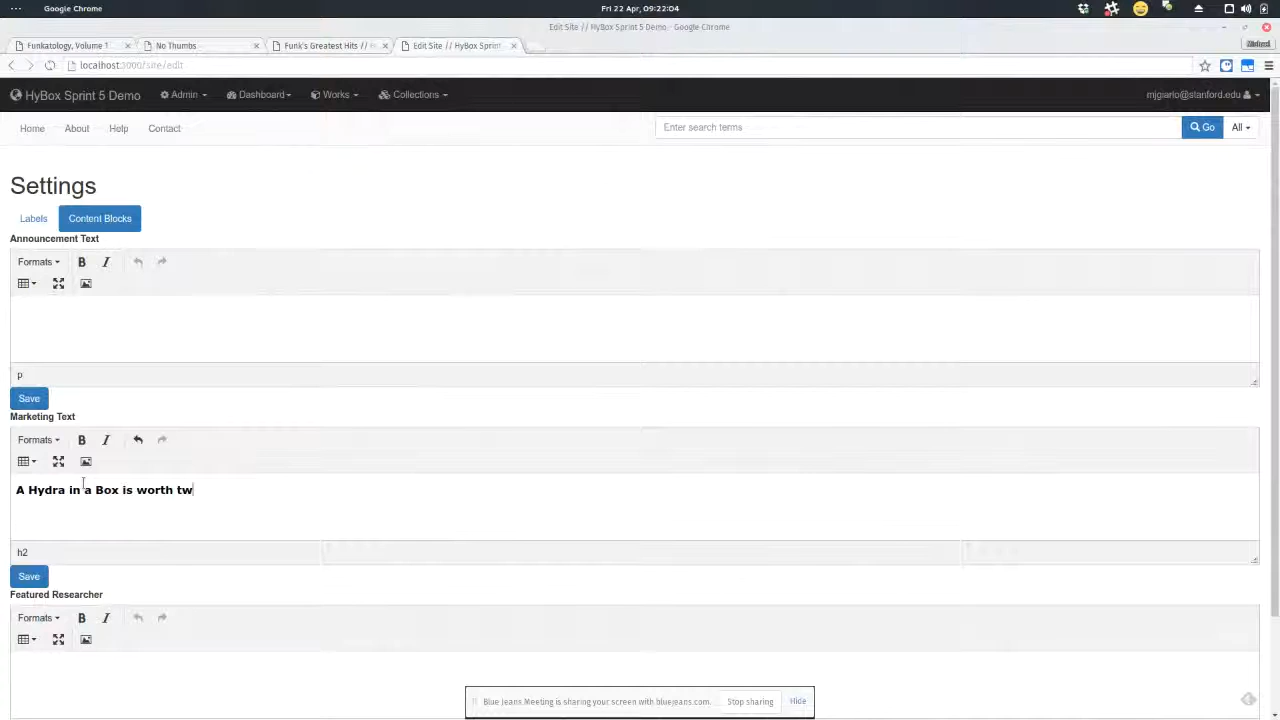 Google Chrome
Fri 22 Apr, 09:22:04
Edit Site // HyBox Sprint 5 Demo - Google Chrome
Funkatology, Volume 1
No Thumbs
Funk's Greatest Hits // H
Edit Site // HyBox Sprint
localhost:3000/site/edit
HyBox Sprint 5 Demo
Admin
Dashboard
Works
Collections
mjgiarlo@stanford.edu
Home
About
Help
Contact
Enter search terms
Go
All
Settings
Labels
Content Blocks
Announcement Text
Formats
B
I
p
Save
Marketing Text
Formats
B
I
A Hydra in a Box is worth tw
h2
Save
Featured Researcher
Formats
B
I
Blue Jeans Meeting is sharing your screen with bluejeans.com.
Stop sharing
Hide